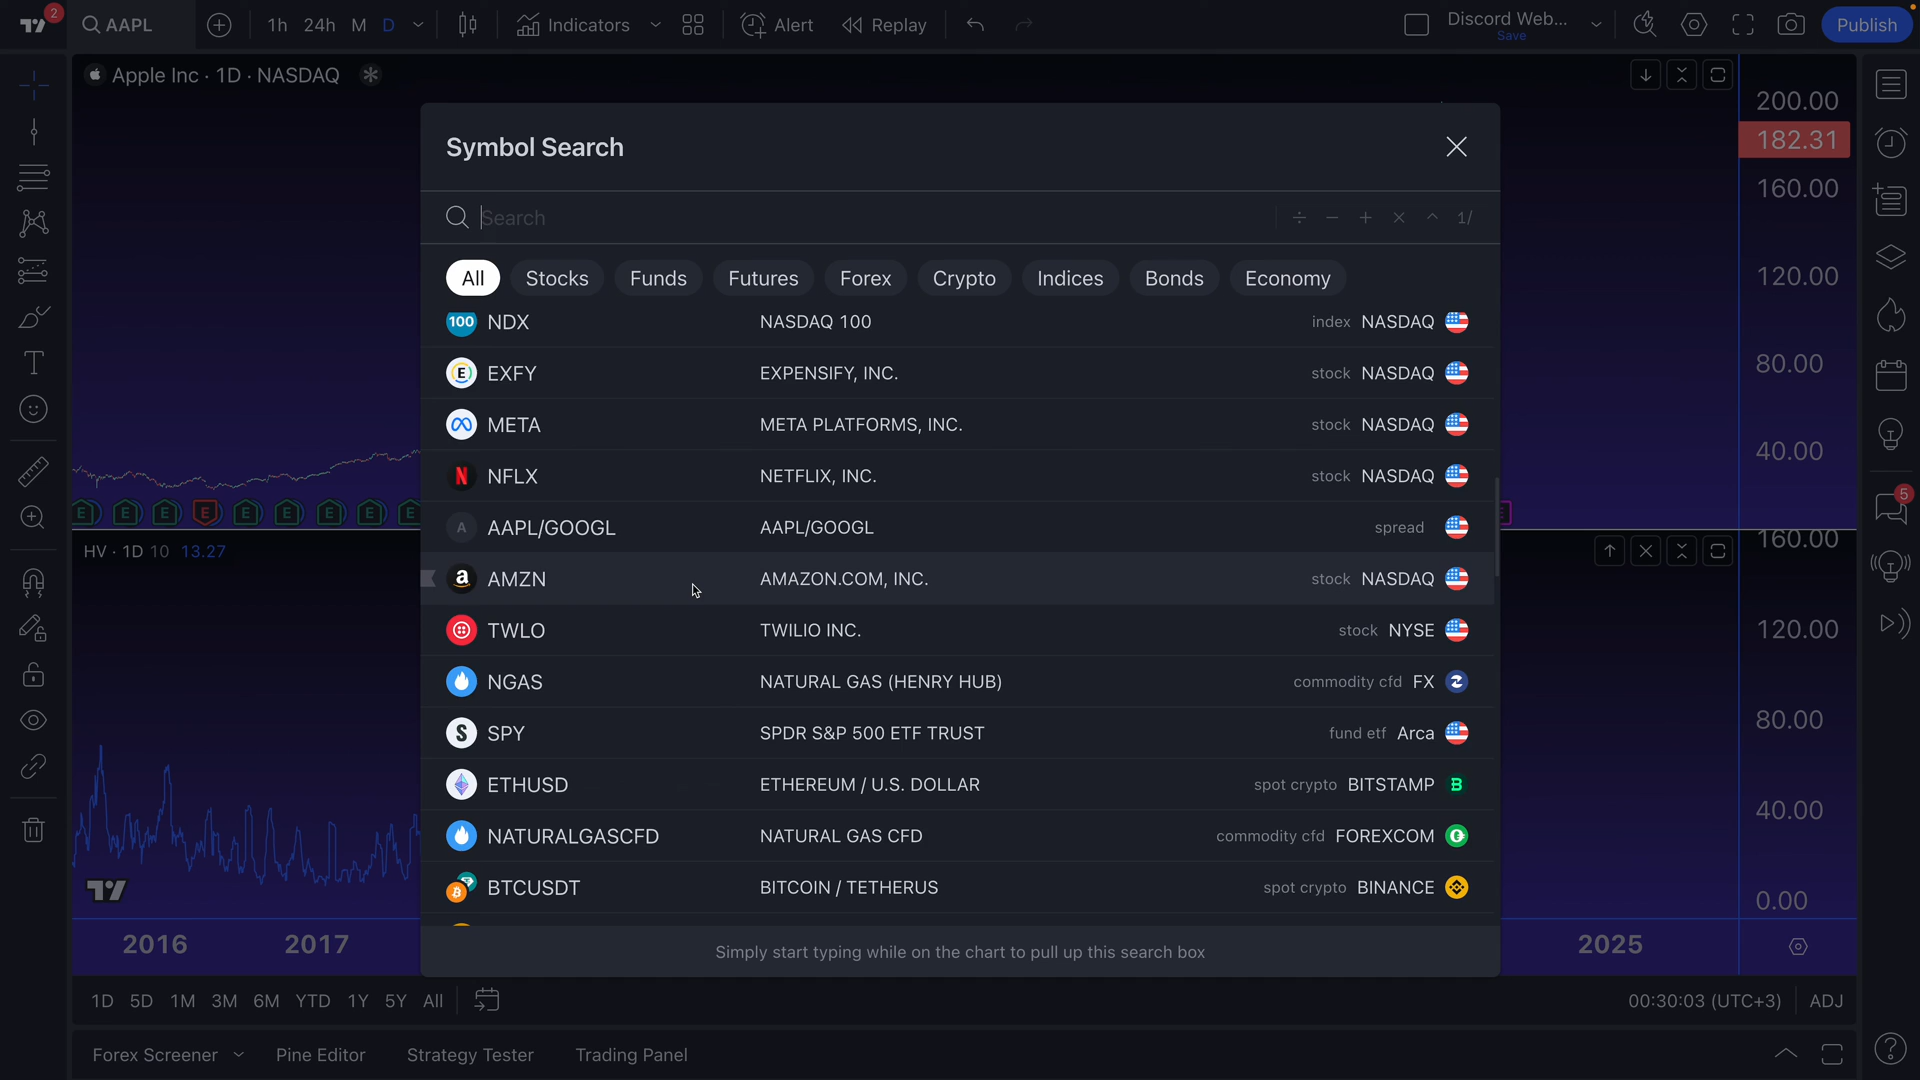 2
AAPL
1h 24h M D
Indicators
Alert
Replay
Discord Web...
Save
Publish
Apple Inc · 1D · NASDAQ
Symbol Search
Search
1/
All Stocks Funds Futures Forex Crypto Indices Bonds Economy
100 NDX NASDAQ 100 index NASDAQ
E EXFY EXPENSIFY, INC. stock NASDAQ
META META PLATFORMS, INC. stock NASDAQ
N NFLX NETFLIX, INC. stock NASDAQ
A AAPL/GOOGL AAPL/GOOGL spread
a AMZN AMAZON.COM, INC. stock NASDAQ
TWLO TWILIO INC. stock NYSE
NGAS NATURAL GAS (HENRY HUB) commodity cfd FX
S SPY SPDR S&P 500 ETF TRUST fund etf Arca
ETHUSD ETHEREUM / U.S. DOLLAR spot crypto BITSTAMP
NATURALGASCFD NATURAL GAS CFD commodity cfd FOREXCOM
BTCUSDT BITCOIN / TETHERUS spot crypto BINANCE
Simply start typing while on the chart to pull up this search box
200.00
182.31
160.00
120.00
80.00
40.00
E E E E E E E E E
E
HV · 1D 10 13.27
160.00
120.00
80.00
40.00
0.00
5
2016 2017 2025
1D 5D 1M 3M 6M YTD 1Y 5Y All
00:30:03 (UTC+3) ADJ
Forex Screener Pine Editor Strategy Tester Trading Panel